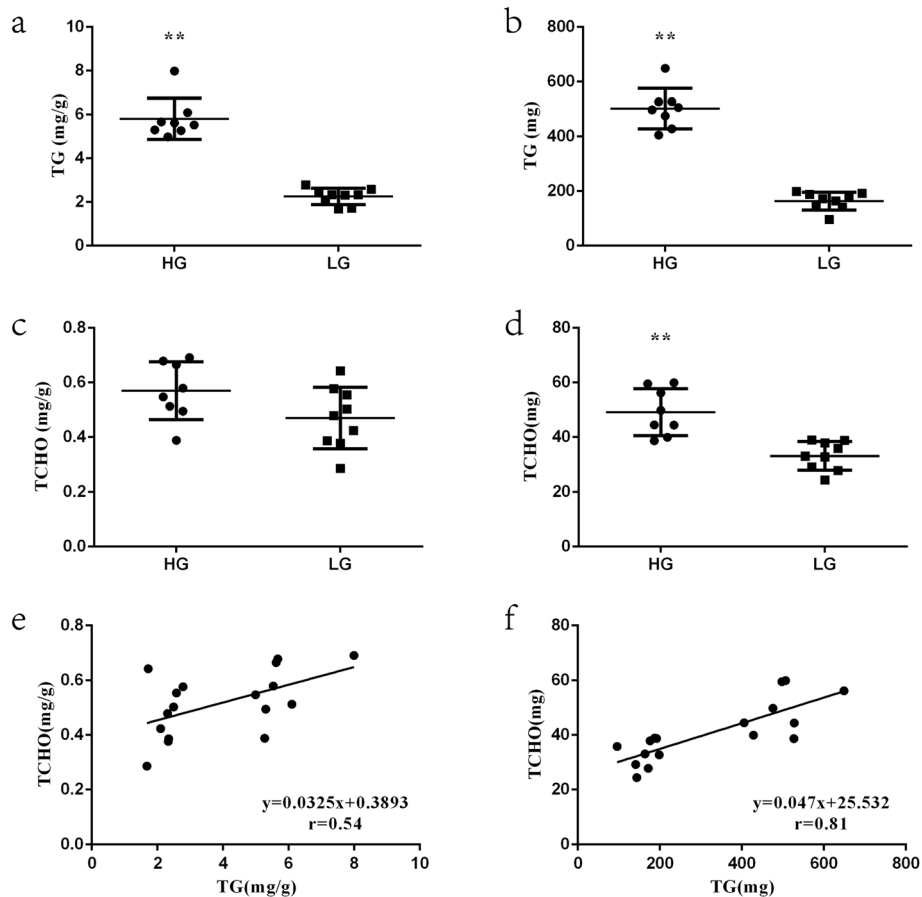 a
**
TG (mg/g)
10
8
6
4
2
0
HG
LG
b
**
TG (mg)
800
600
400
200
0
HG
LG
c
TCHO (mg/g)
0.8
0.6
0.4
0.2
0.0
HG
LG
d
**
TCHO(mg)
80
60
40
20
0
HG
LG
e
TCHO(mg/g)
0.8
0.6
0.4
0.2
0.0
y=0.0325x+0.3893
r=0.54
0 2 4 6 8 10
TG(mg/g)
f
TCHO(mg)
80
60
40
20
0
y=0.047x+25.532
r=0.81
0 200 400 600 800
TG(mg)